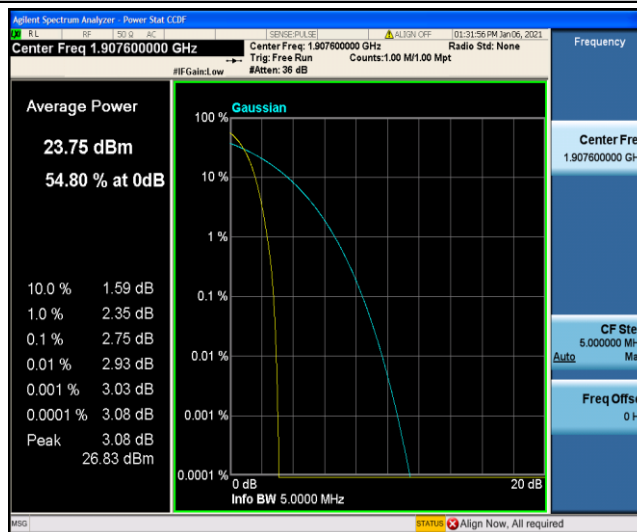 Agilent Spectrum Analyzer - Power Stat CCDF
RL RF 50 Ω AC SENSE:PULSE ALIGN OFF 01:31:56 PM Jan 06, 2021
Center Freq 1.907600000 GHz
Center Freq: 1.907600000 GHz Radio Std: None
Trig: Free Run Counts:1.00 M/1.00 Mpt
#IFGain:Low #Atten: 36 dB
Frequency
Average Power
23.75 dBm
54.80 % at 0dB
10.0 % 1.59 dB
1.0 % 2.35 dB
0.1 % 2.75 dB
0.01 % 2.93 dB
0.001 % 3.03 dB
0.0001 % 3.08 dB
Peak 3.08 dB
26.83 dBm
Gaussian
100 %
10 %
1 %
0.1 %
0.01 %
0.001 %
0.0001 %
0 dB 20 dB
Info BW 5.0000 MHz
Center Fre
1.907600000 GH
CF Ste
5.000000 MH
Auto Ma
Freq Offse
0 H
MSG STATUS Align Now, All required